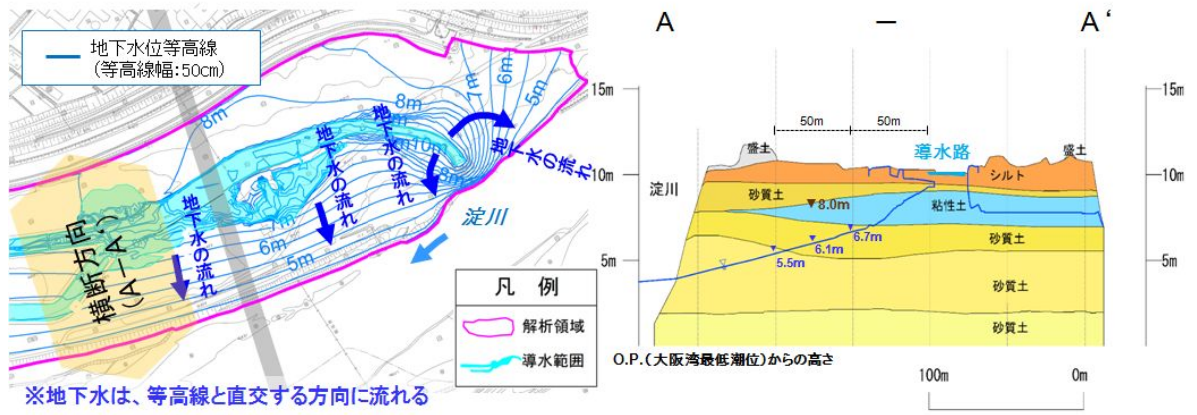 地下水位等高線
(等高線幅:50cm)
8m
8m
7m
6m
5m
10m
8m
7m
6m
5m
地下水の流れ
地下水の流れ
地下水の流れ
地下水の流れ
淀川
横断方向
(A-A')
凡 例
解析領域
導水範囲
※地下水は、等高線と直交する方向に流れる
A
ー
A‘
15m
15m
50m
50m
盛土
導水路
盛土
10m
シルト
10m
淀川
砂質土
8.0m
粘性土
6.7m
砂質土
6.1m
5m
5.5m
5m
砂質土
砂質土
O.P.(大阪湾最低潮位)からの高さ
100m
0m